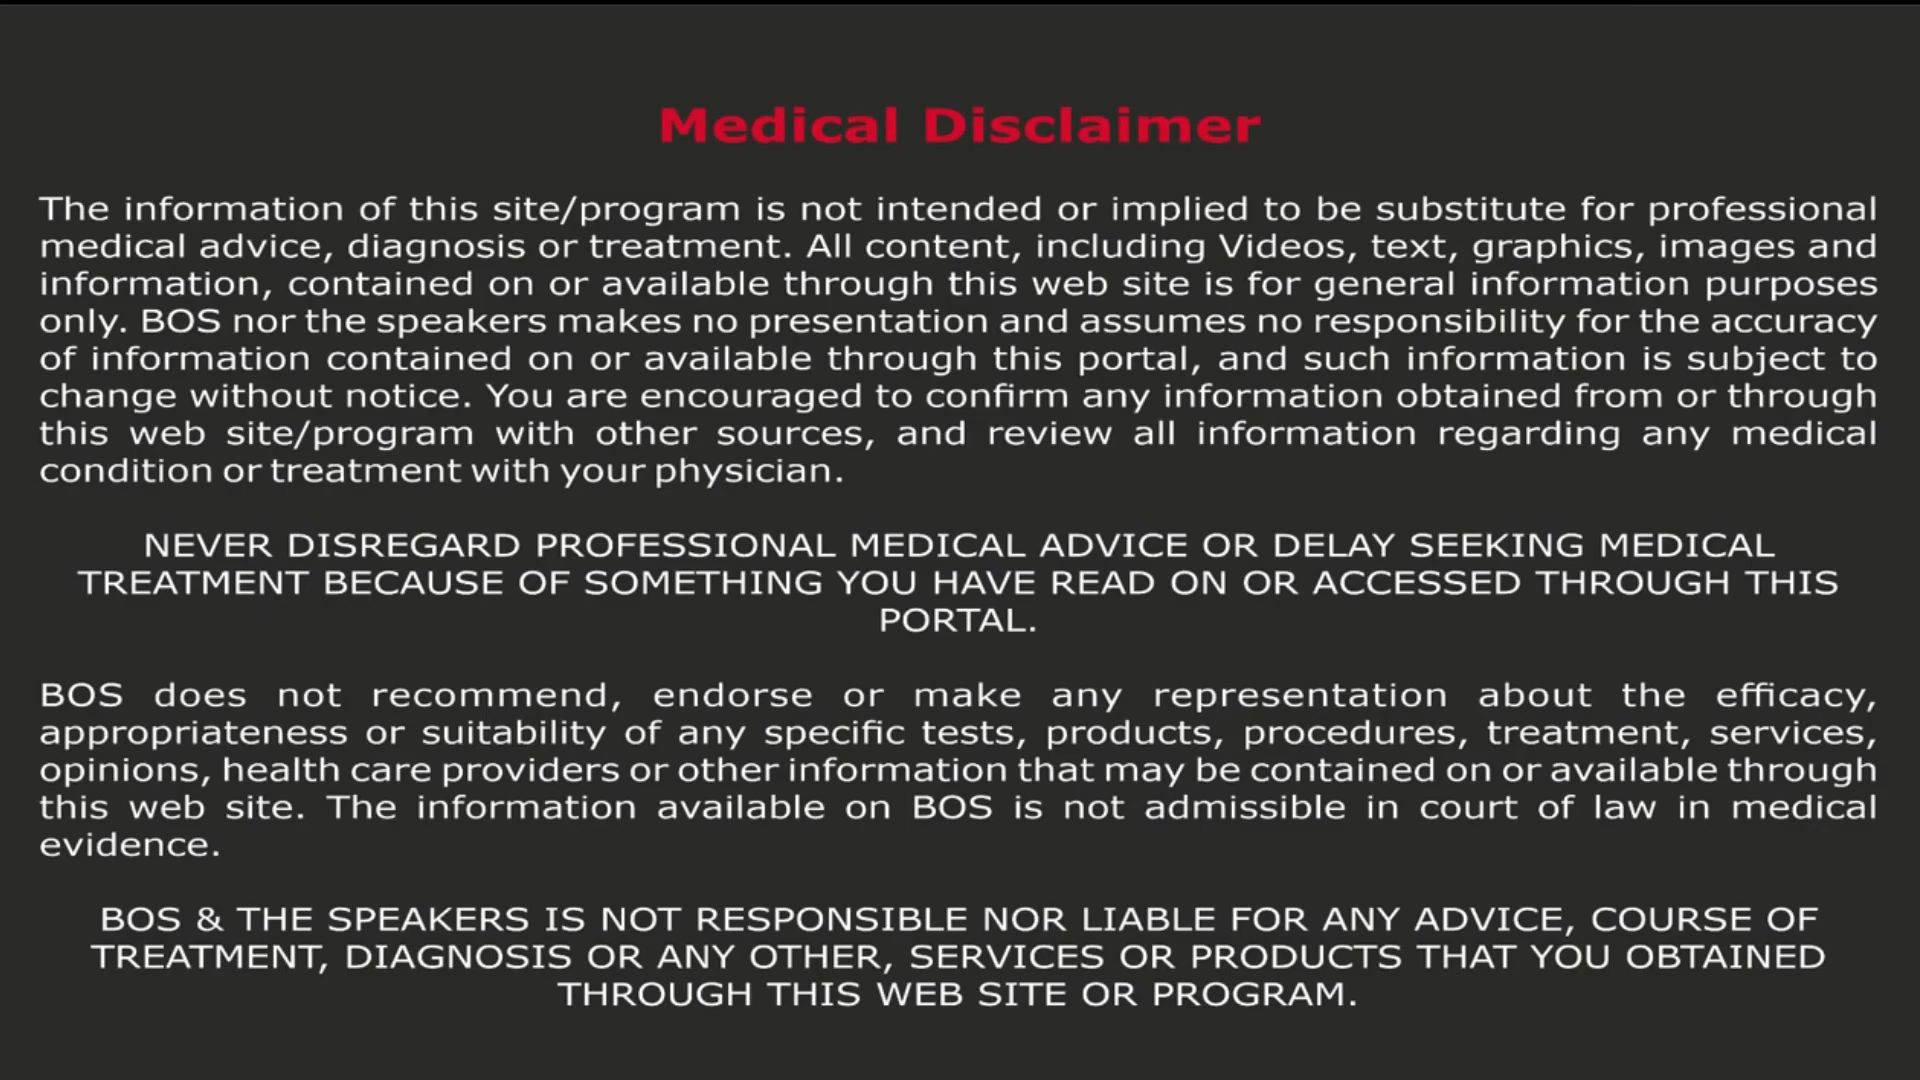 Medical Disclaimer
The information of this site/program is not intended or implied to be substitute for professional
medical advice, diagnosis or treatment. All content, including Videos, text, graphics, images and
information, contained on or available through this web site is for general information purposes
only. BOS nor the speakers makes no presentation and assumes no responsibility for the accuracy
of information contained on or available through this portal, and such information is subject to
change without notice. You are encouraged to confirm any information obtained from or through
this web site/program with other sources, and review all information regarding any medical
condition or treatment with your physician.
NEVER DISREGARD PROFESSIONAL MEDICAL ADVICE OR DELAY SEEKING MEDICAL
TREATMENT BECAUSE OF SOMETHING YOU HAVE READ ON OR ACCESSED THROUGH THIS
PORTAL.
BOS does not recommend, endorse or make any representation about the efficacy,
appropriateness or suitability of any specific tests, products, procedures, treatment, services,
opinions, health care providers or other information that may be contained on or available through
this web site. The information available on BOS is not admissible in court of law in medical
evidence.
BOS & THE SPEAKERS IS NOT RESPONSIBLE NOR LIABLE FOR ANY ADVICE, COURSE OF
TREATMENT, DIAGNOSIS OR ANY OTHER, SERVICES OR PRODUCTS THAT YOU OBTAINED
THROUGH THIS WEB SITE OR PROGRAM.